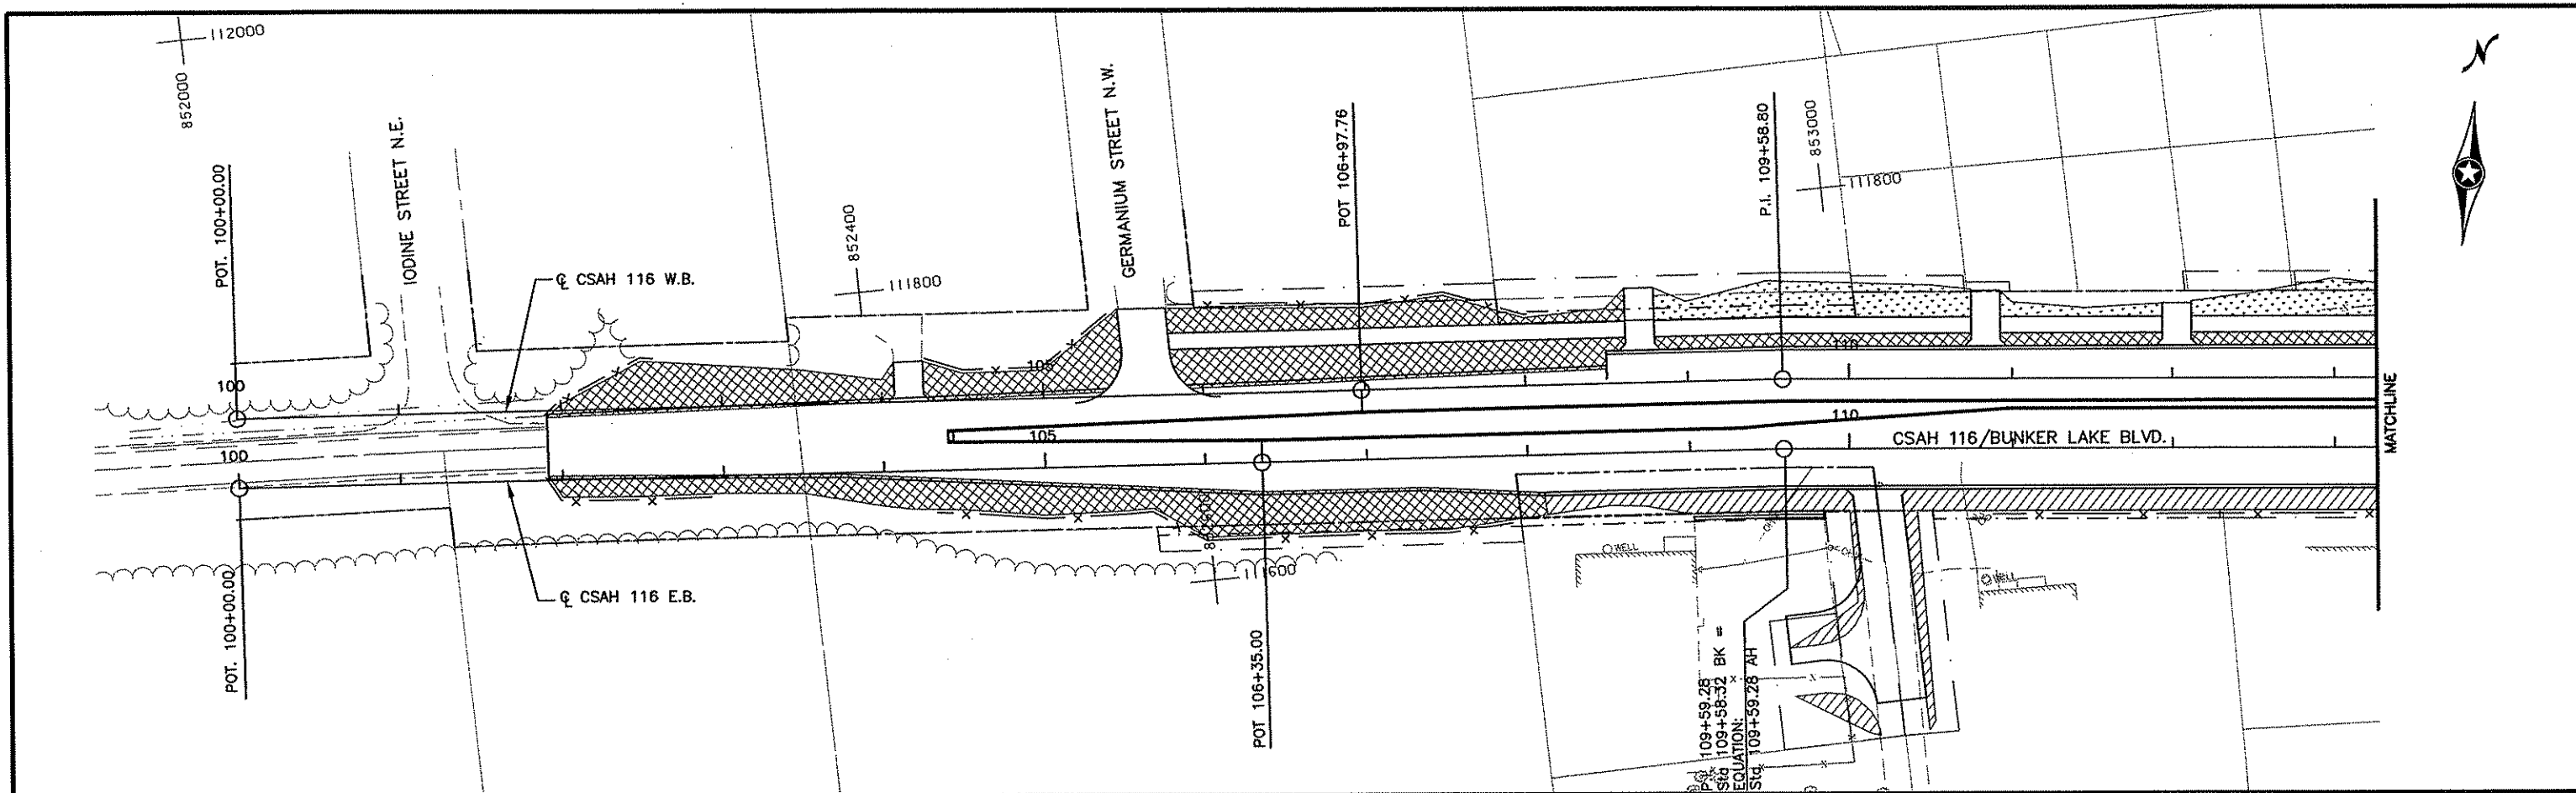 112000
852000
IODINE STREET N.E.
POT. 100+00.00
℄ CSAH 116 W.B.
852400
111800
GERMANIUM STREET N.W.
POT 106+97.76
P.I. 109+58.80
853000
111800
N
100
105
110
100
105
110
CSAH 116/BUNKER LAKE BLVD.
MATCHLINE
℄ CSAH 116 E.B.
POT. 100+00.00
111600
POT 106+35.00
WELL
WELL
109+59.28
Sta 109+58.32 BK =
EQUATION:
Sta 109+59.28 AH